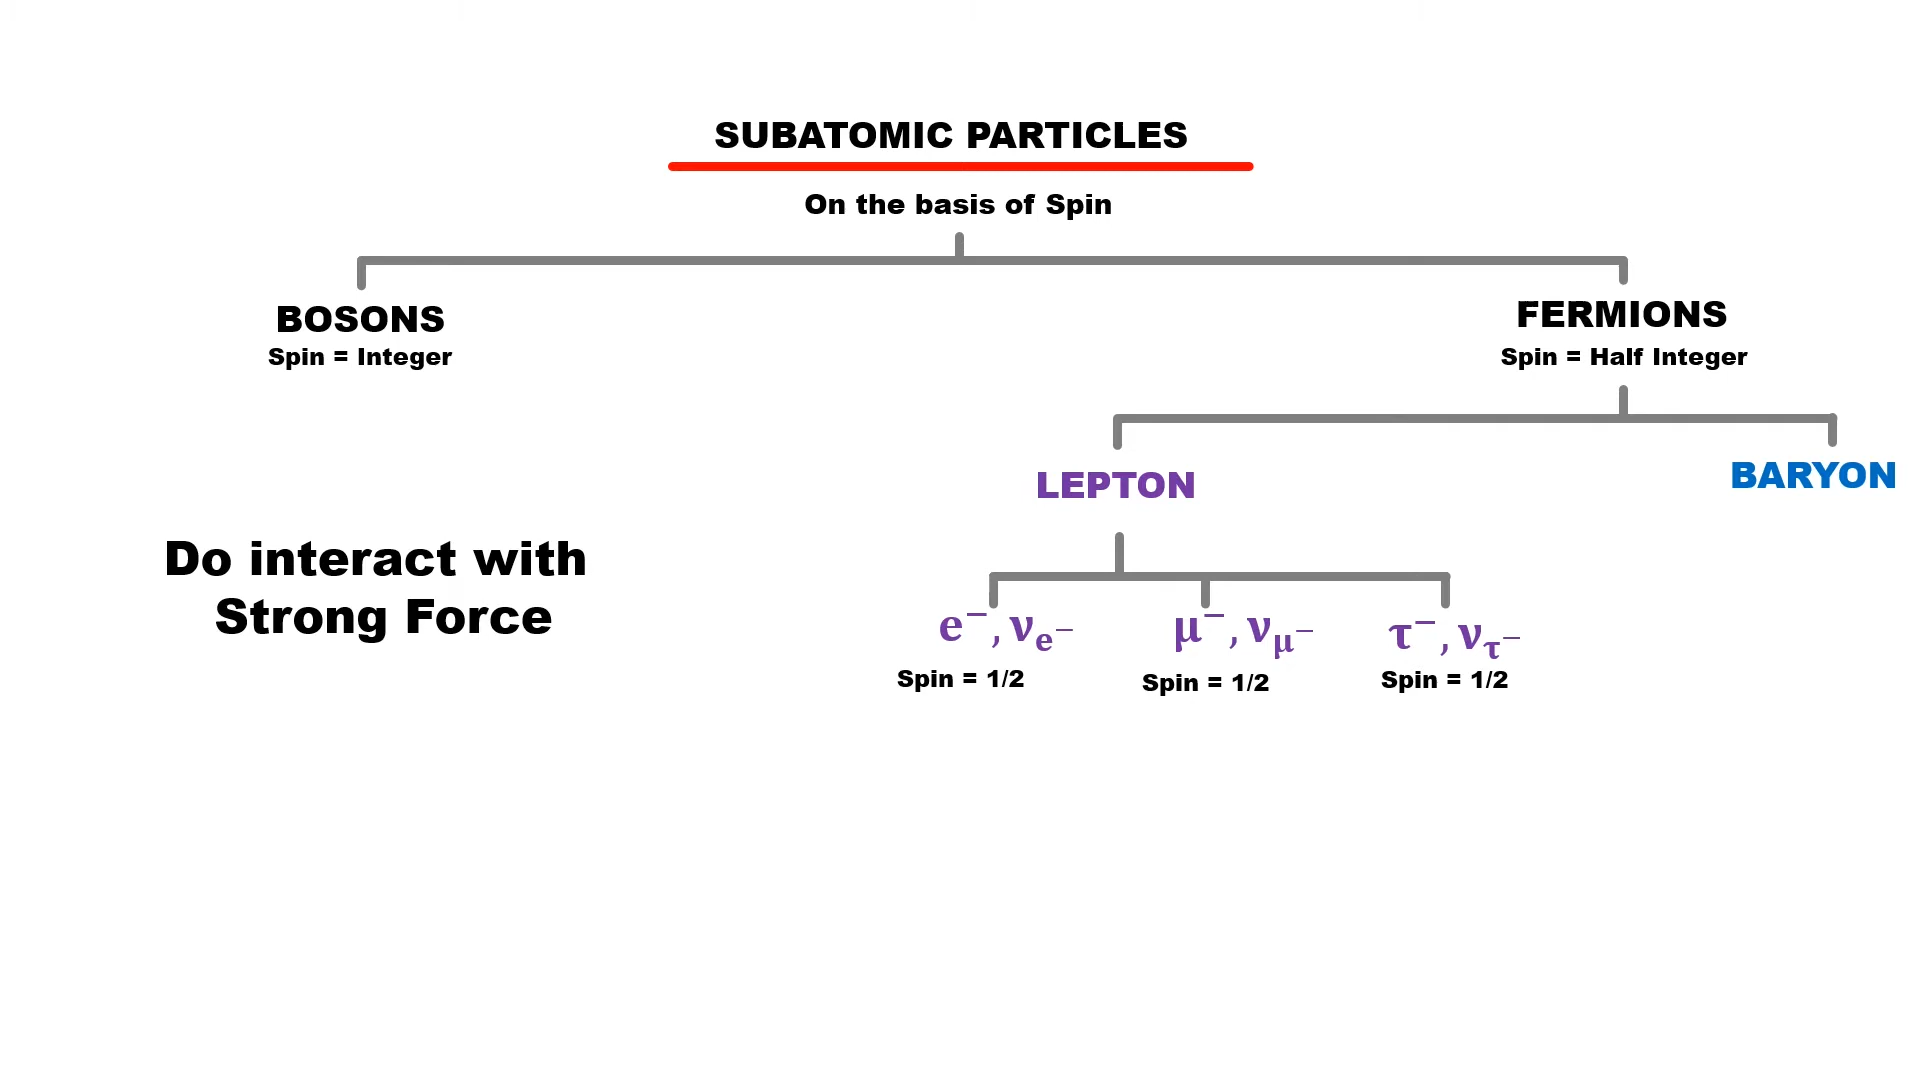 SUBATOMIC PARTICLES
On the basis of Spin
BOSONS
Spin = Integer
FERMIONS
Spin = Half Integer
LEPTON
BARYON
Do interact with
Strong Force
e⁻, νe⁻
μ⁻, νμ⁻
τ⁻, ντ⁻
Spin = 1/2
Spin = 1/2
Spin = 1/2